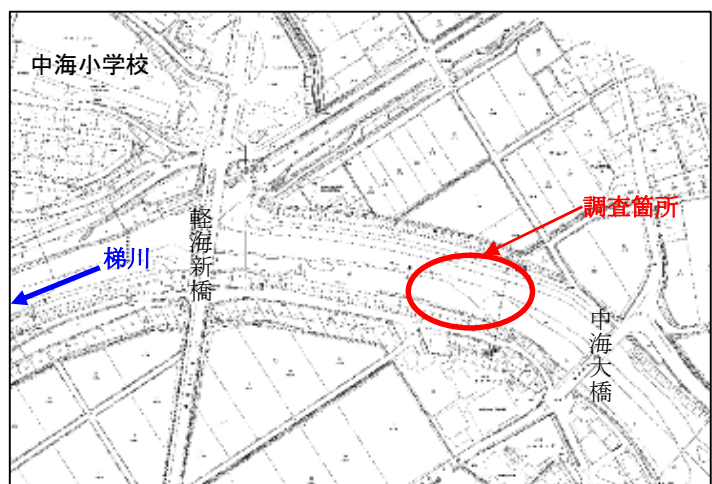 中海小学校
調査箇所
軽海新橋
梯川
中海大橋